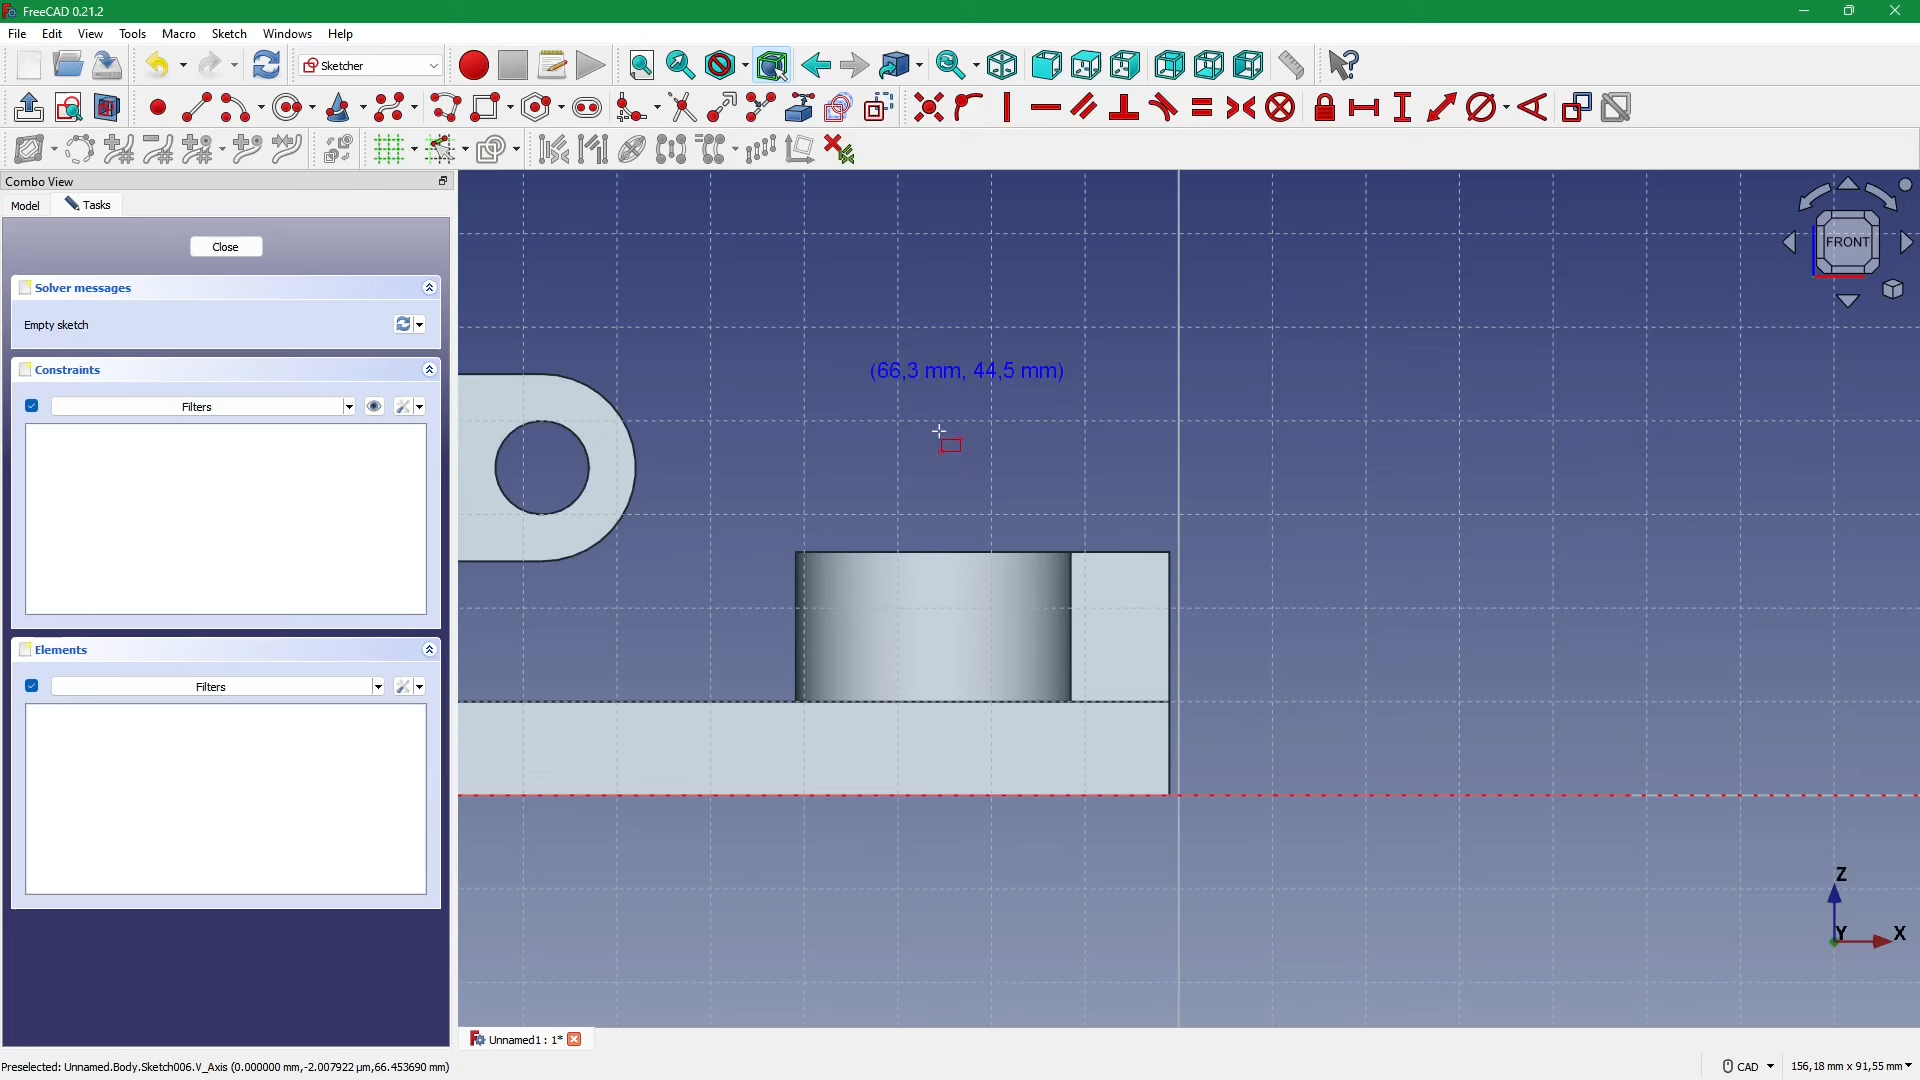 FreeCAD 0.21.2
File Edit View Tools Macro Sketch Windows Help
Sketcher
Combo View
Model Tasks
Close
Solver messages
Empty sketch
Constraints
Filters
Elements
Filters
(66,3 mm, 44,5 mm)
FRONT
Z
Y X
Unnamed1 : 1*
Preselected: Unnamed.Body.Sketch006.V_Axis (0.000000 mm,-2.007922 µm,66.453690 mm)
CAD
156,18 mm x 91,55 mm